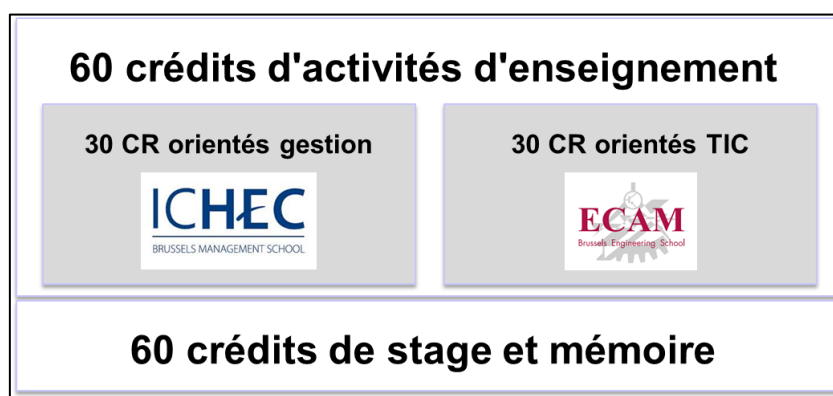 60 crédits d'activités d'enseignement
30 CR orientés gestion
ICHEC
BRUSSELS MANAGEMENT SCHOOL
30 CR orientés TIC
ECAM
Brussels Engineering School
60 crédits de stage et mémoire